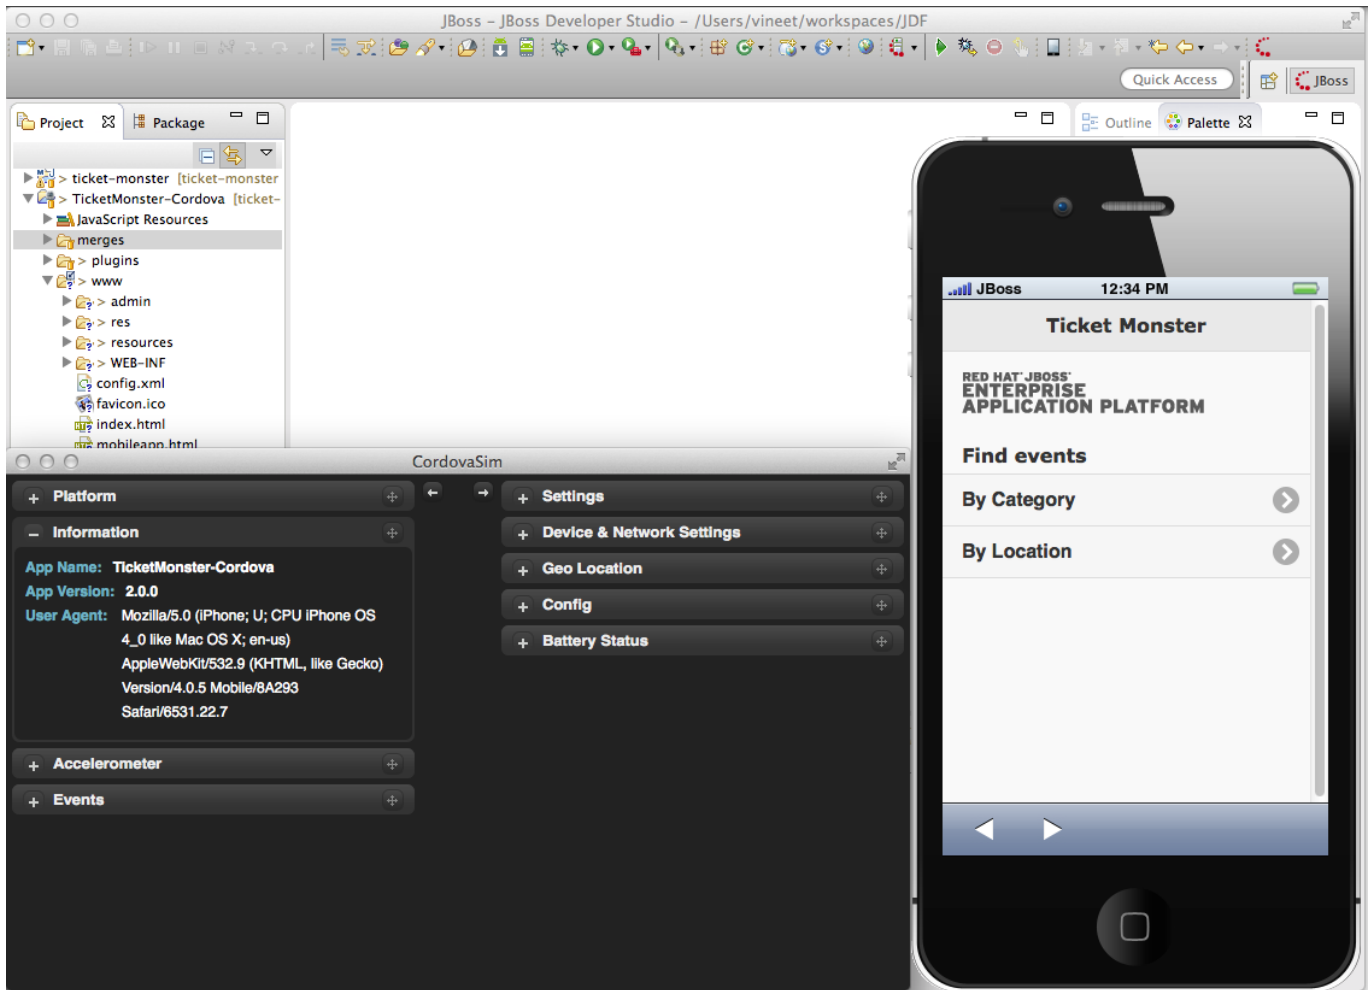 JBoss – JBoss Developer Studio – /Users/vineet/workspaces/JDF
Quick Access
JBoss
Project
Package
Outline
Palette
> ticket-monster [ticket-monster
> TicketMonster-Cordova [ticket-
JavaScript Resources
merges
> plugins
> www
> admin
> res
> resources
> WEB-INF
config.xml
favicon.ico
index.html
mobileapp.html
CordovaSim
Platform
Information
App Name: TicketMonster-Cordova
App Version: 2.0.0
User Agent: Mozilla/5.0 (iPhone; U; CPU iPhone OS
4_0 like Mac OS X; en-us)
AppleWebKit/532.9 (KHTML, like Gecko)
Version/4.0.5 Mobile/8A293
Safari/6531.22.7
Accelerometer
Events
Settings
Device & Network Settings
Geo Location
Config
Battery Status
JBoss 12:34 PM
Ticket Monster
RED HAT JBOSS
ENTERPRISE
APPLICATION PLATFORM
Find events
By Category
By Location